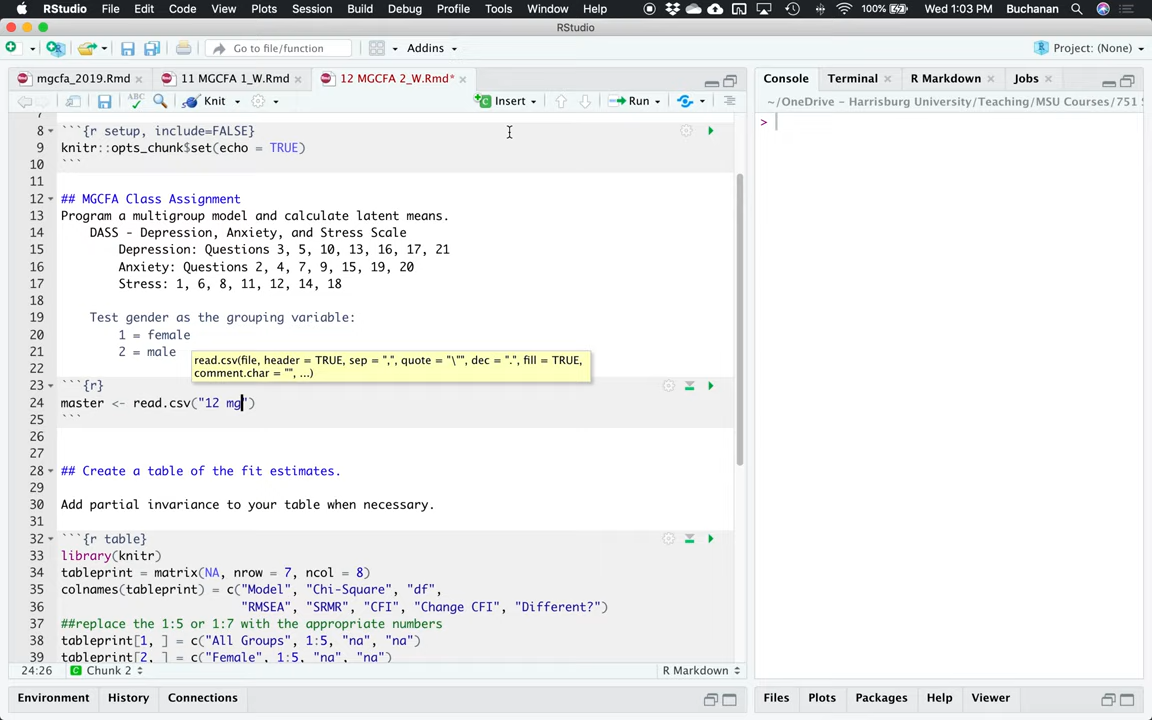 RStudio File Edit Code View Plots Session Build Debug Profile Tools Window Help 100% Wed 1:03 PM Buchanan
RStudio
Go to file/function Addins Project: (None)
mgcfa_2019.Rmd 11 MGCFA 1_W.Rmd 12 MGCFA 2_W.Rmd* Console Terminal R Markdown Jobs
ABC Knit Insert Run ~/OneDrive – Harrisburg University/Teaching/MSU Courses/751
>
8 ```{r setup, include=FALSE}
9 knitr::opts_chunk$set(echo = TRUE)
10 ```
11
12 ## MGCFA Class Assignment
13 Program a multigroup model and calculate latent means.
14 DASS - Depression, Anxiety, and Stress Scale
15 Depression: Questions 3, 5, 10, 13, 16, 17, 21
16 Anxiety: Questions 2, 4, 7, 9, 15, 19, 20
17 Stress: 1, 6, 8, 11, 12, 14, 18
18
19 Test gender as the grouping variable:
20 1 = female
21 2 = male
22
read.csv(file, header = TRUE, sep = ",", quote = "\"", dec = ".", fill = TRUE,
comment.char = "", ...)
23 ```{r}
24 master <- read.csv("12 mg")
25 ```
26
27
28 ## Create a table of the fit estimates.
29
30 Add partial invariance to your table when necessary.
31
32 ```{r table}
33 library(knitr)
34 tableprint = matrix(NA, nrow = 7, ncol = 8)
35 colnames(tableprint) = c("Model", "Chi-Square", "df",
36 "RMSEA", "SRMR", "CFI", "Change CFI", "Different?")
37 ##replace the 1:5 or 1:7 with the appropriate numbers
38 tableprint[1, ] = c("All Groups", 1:5, "na", "na")
39 tableprint[2, ] = c("Female", 1:5, "na", "na")
24:26 Chunk 2 R Markdown
Environment History Connections Files Plots Packages Help Viewer